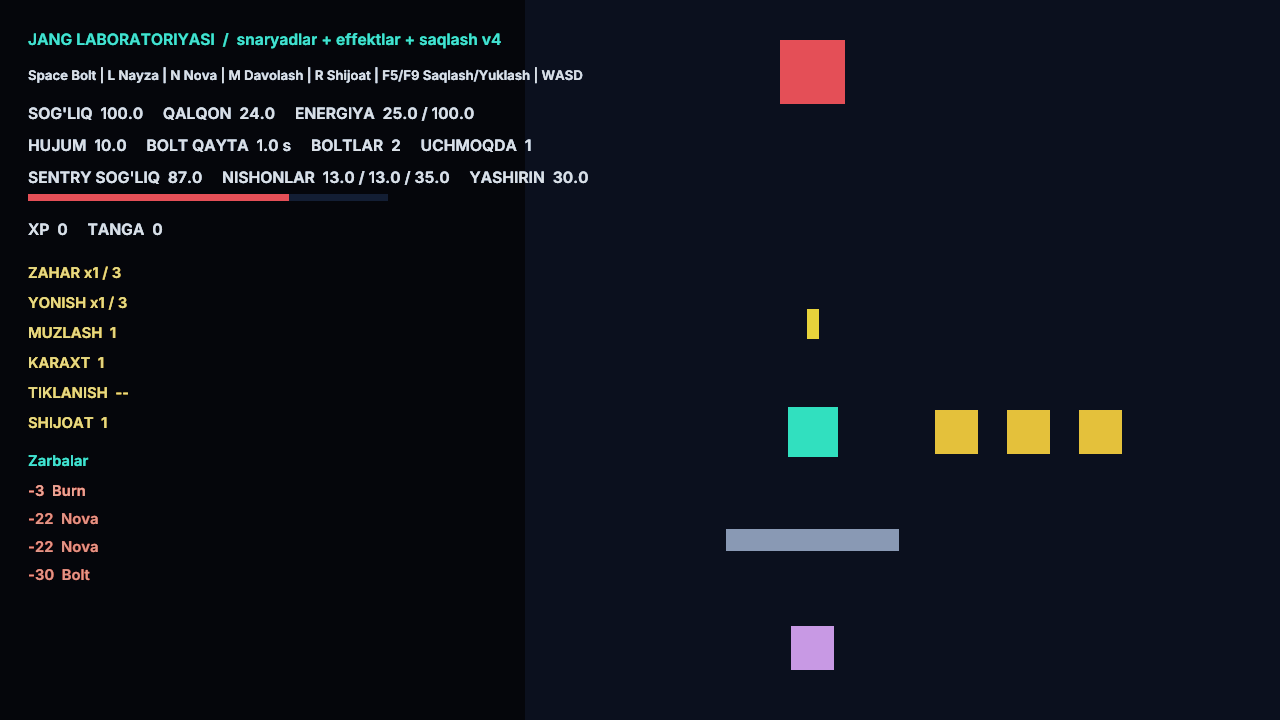 JANG LABORATORIYASI / snaryadlar + effektlar + saqlash v4
Space Bolt | L Nayza | N Nova | M Davolash | R Shijoat | F5/F9 Saqlash/Yuklash | WASD
SOG'LIQ 100.0 QALQON 24.0 ENERGIYA 25.0 / 100.0
HUJUM 10.0 BOLT QAYTA 1.0 s BOLTLAR 2 UCHMOQDA 1
SENTRY SOG'LIQ 87.0 NISHONLAR 13.0 / 13.0 / 35.0 YASHIRIN 30.0
XP 0 TANGA 0
ZAHAR x1 / 3
YONISH x1 / 3
MUZLASH 1
KARAXT 1
TIKLANISH --
SHIJOAT 1
Zarbalar
-3 Burn
-22 Nova
-22 Nova
-30 Bolt